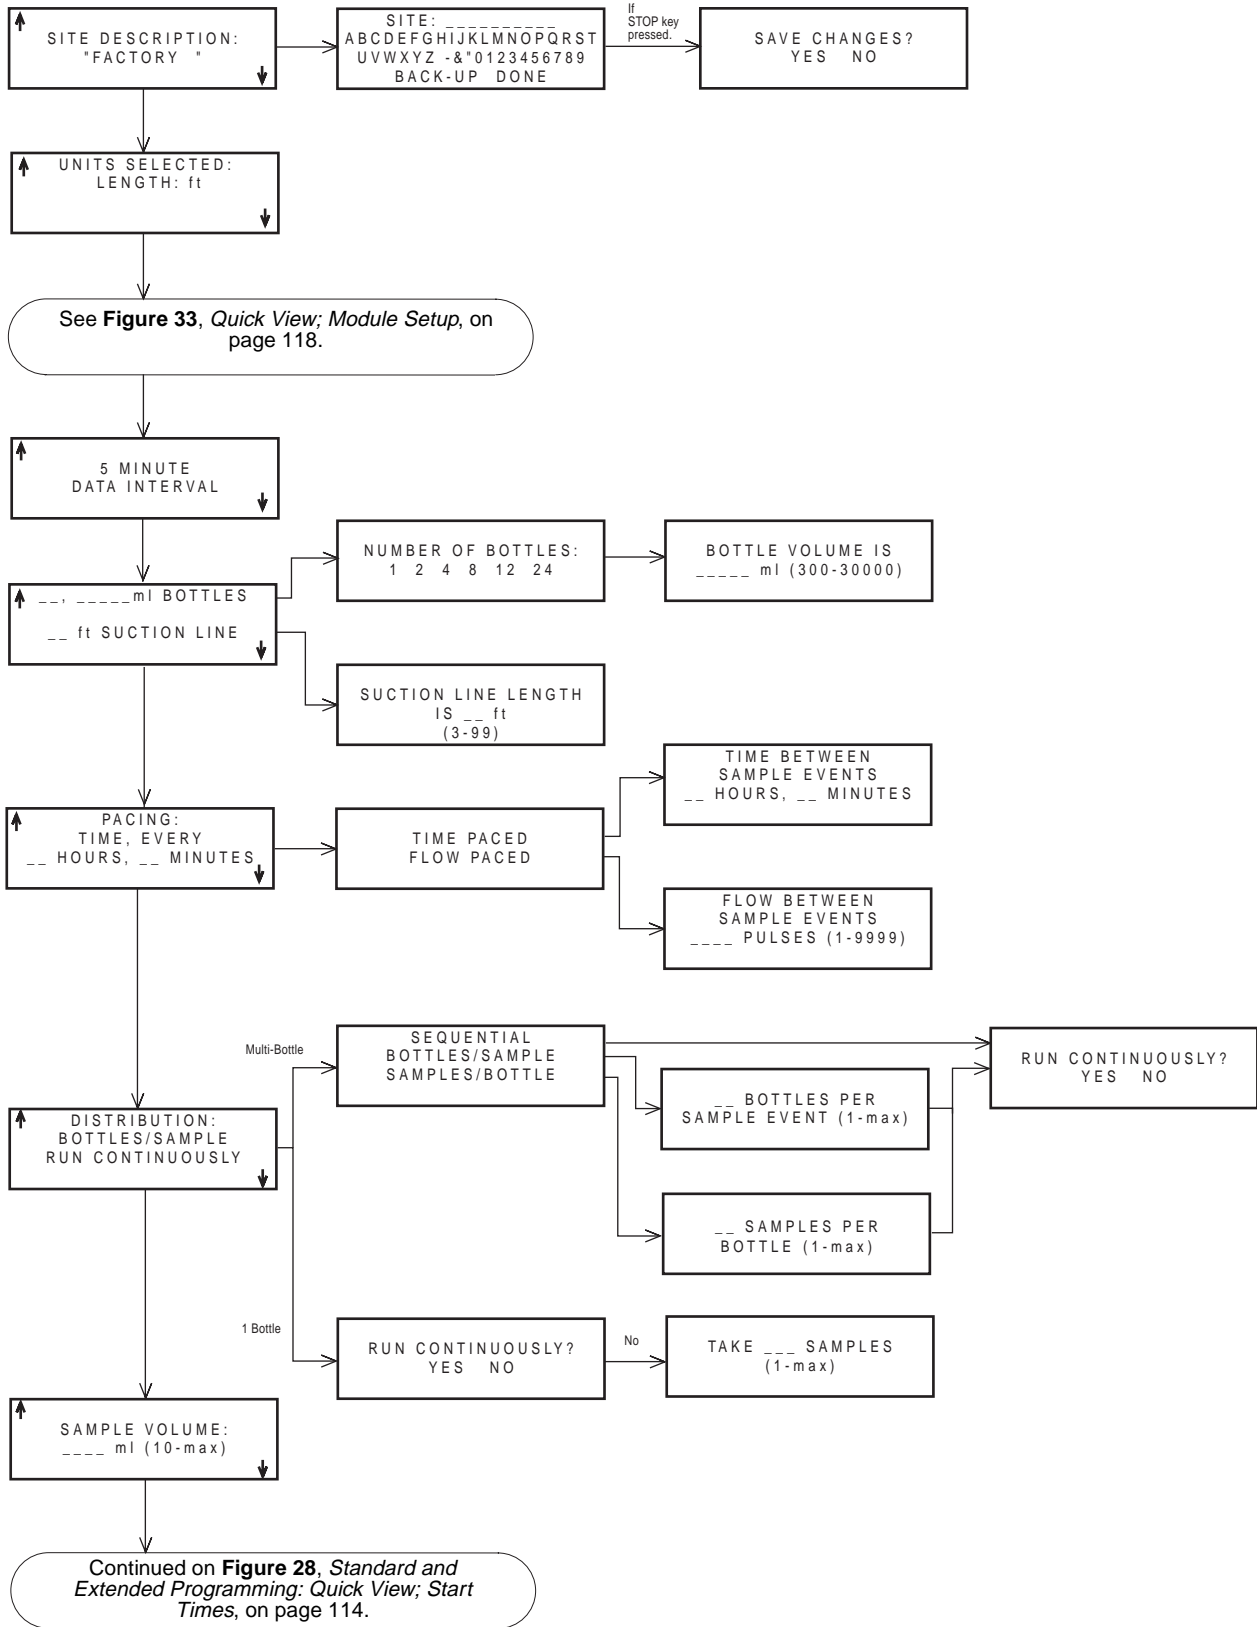 SITE DESCRIPTION:
"FACTORY "
SITE: __________
ABCDEFGHIJKLMNOPQRST
UVWXYZ -&"0123456789
BACK-UP DONE
If
STOP key
pressed.
SAVE CHANGES?
YES NO
UNITS SELECTED:
LENGTH: ft
See Figure 33, Quick View; Module Setup, on
page 118.
5 MINUTE
DATA INTERVAL
__, _____ml BOTTLES
__ ft SUCTION LINE
NUMBER OF BOTTLES:
1 2 4 8 12 24
BOTTLE VOLUME IS
_____ ml (300-30000)
SUCTION LINE LENGTH
IS __ ft
(3-99)
PACING:
TIME, EVERY
__ HOURS, __ MINUTES
TIME PACED
FLOW PACED
TIME BETWEEN
SAMPLE EVENTS
__ HOURS, __ MINUTES
FLOW BETWEEN
SAMPLE EVENTS
____ PULSES (1-9999)
DISTRIBUTION:
BOTTLES/SAMPLE
RUN CONTINUOUSLY
Multi-Bottle
SEQUENTIAL
BOTTLES/SAMPLE
SAMPLES/BOTTLE
RUN CONTINUOUSLY?
YES NO
__ BOTTLES PER
SAMPLE EVENT (1-max)
__ SAMPLES PER
BOTTLE (1-max)
1 Bottle
RUN CONTINUOUSLY?
YES NO
No
TAKE ___ SAMPLES
(1-max)
SAMPLE VOLUME:
____ ml (10-max)
Continued on Figure 28, Standard and
Extended Programming: Quick View; Start
Times, on page 114.